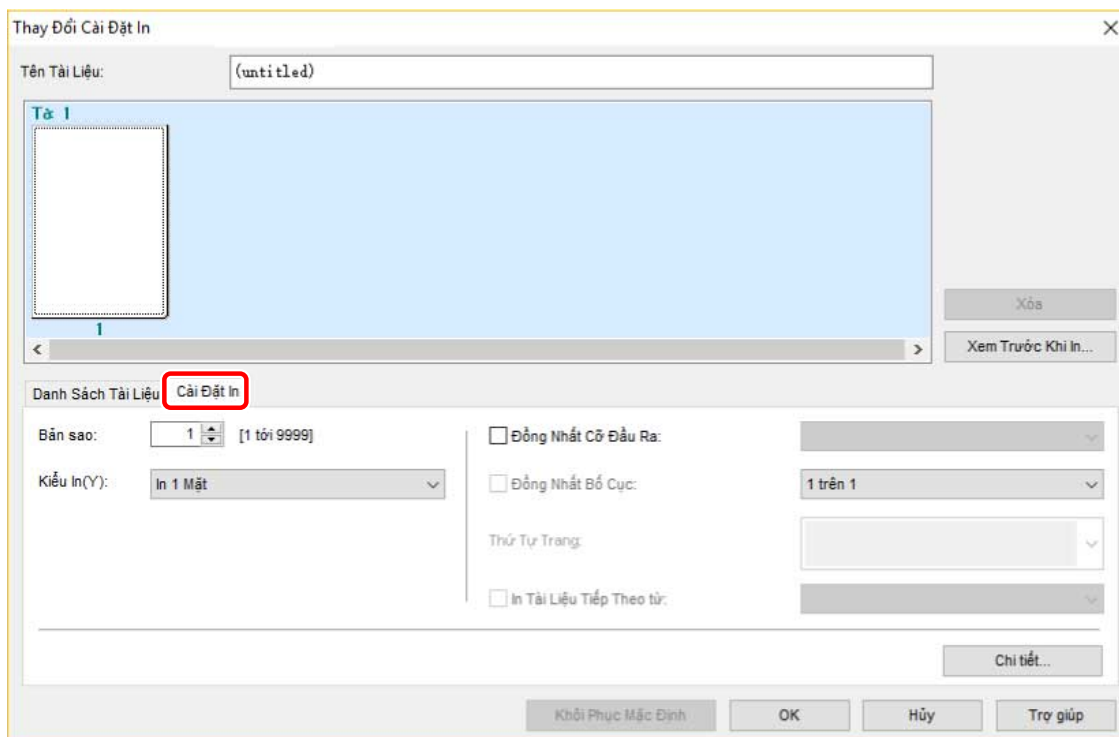 Thay Đổi Cài Đặt In
Tên Tài Liệu: (untitled)
Tờ 1
1
Xóa
Xem Trước Khi In...
Danh Sách Tài Liệu Cài Đặt In
Bản sao: 1 [1 tới 9999] Đồng Nhất Cỡ Đầu Ra:
Kiểu In(Y): In 1 Mặt Đồng Nhất Bố Cục: 1 trên 1
Thứ Tự Trang:
In Tài Liệu Tiếp Theo từ:
Chi tiết...
Khôi Phục Mặc Định OK Hủy Trợ giúp